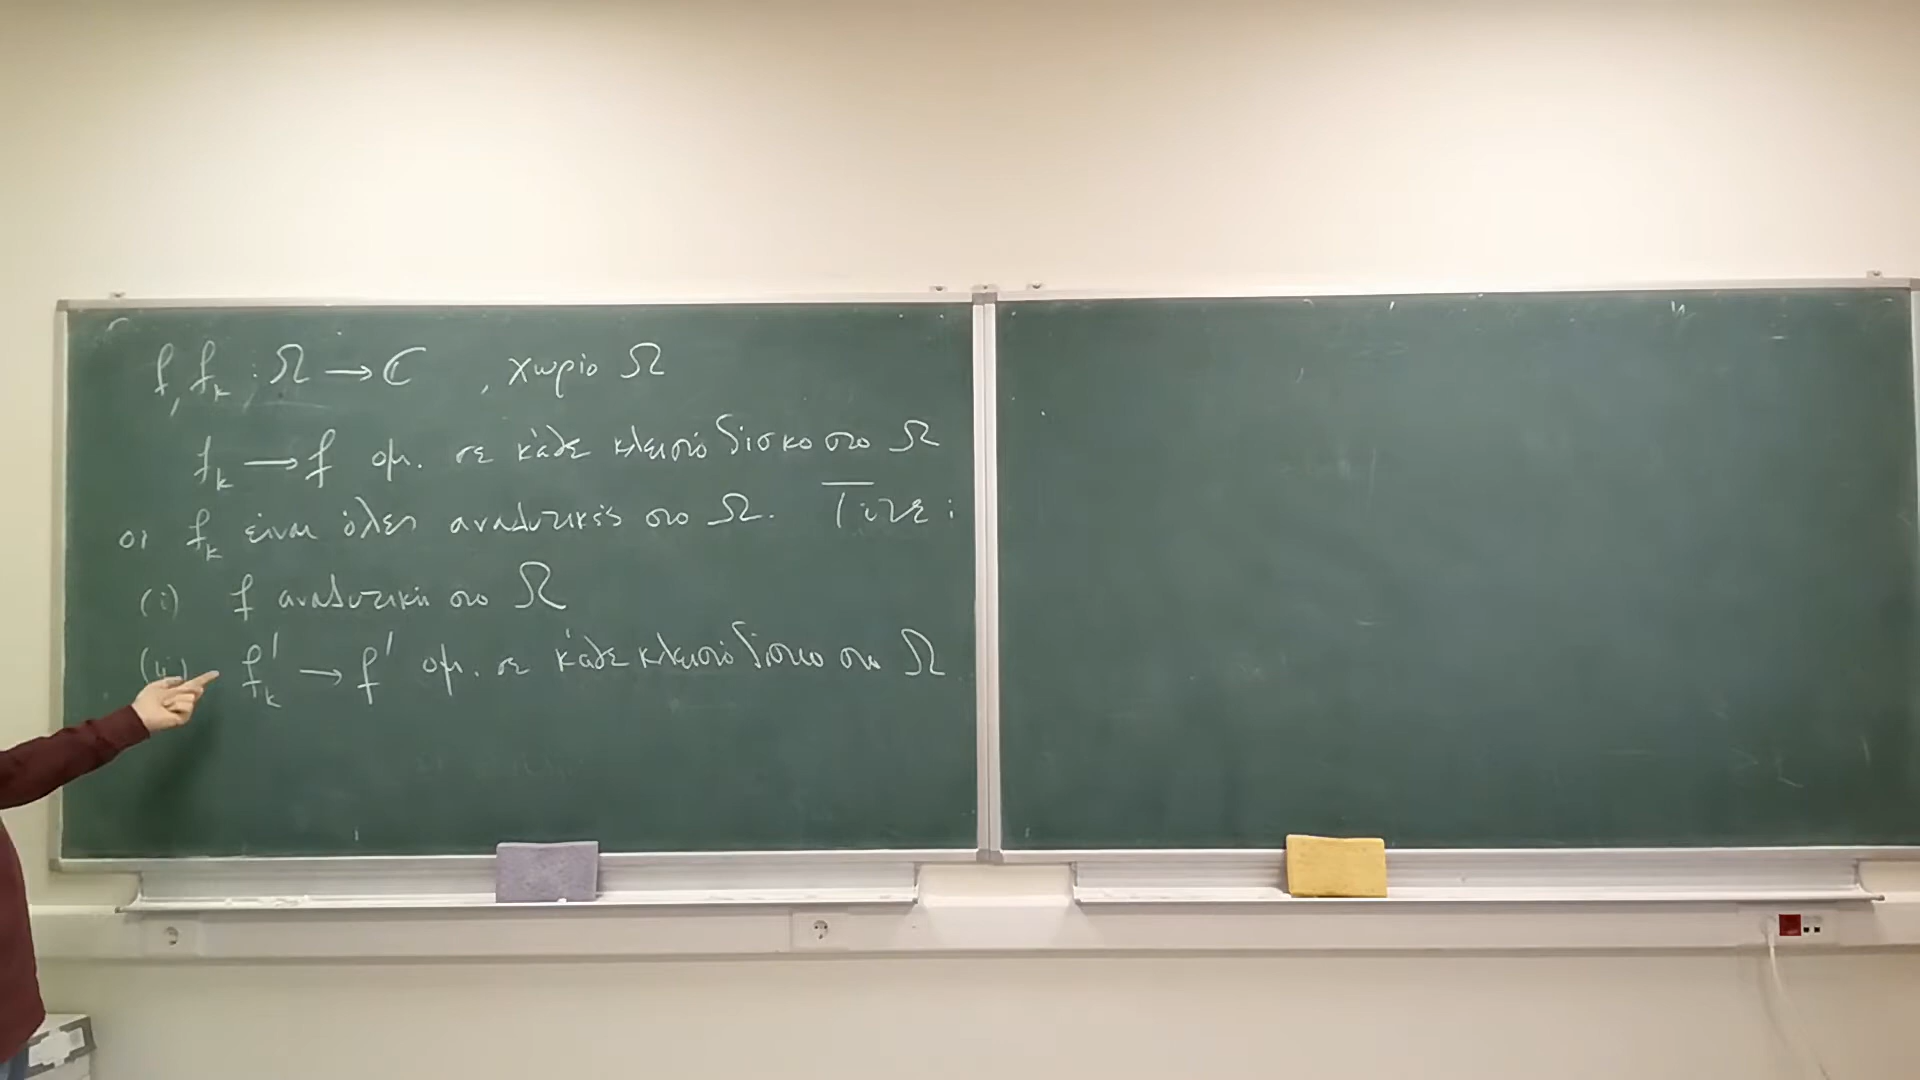 f, f_k : Ω → ℂ , χωρίο Ω
f_k → f ομ. σε κάθε κλειστό δίσκο στο Ω
οι f_k είναι όλες αναλυτικές στο Ω. Τότε:
(i) f αναλυτική στο Ω
(ii) f_k' → f' ομ. σε κάθε κλειστό δίσκο στο Ω